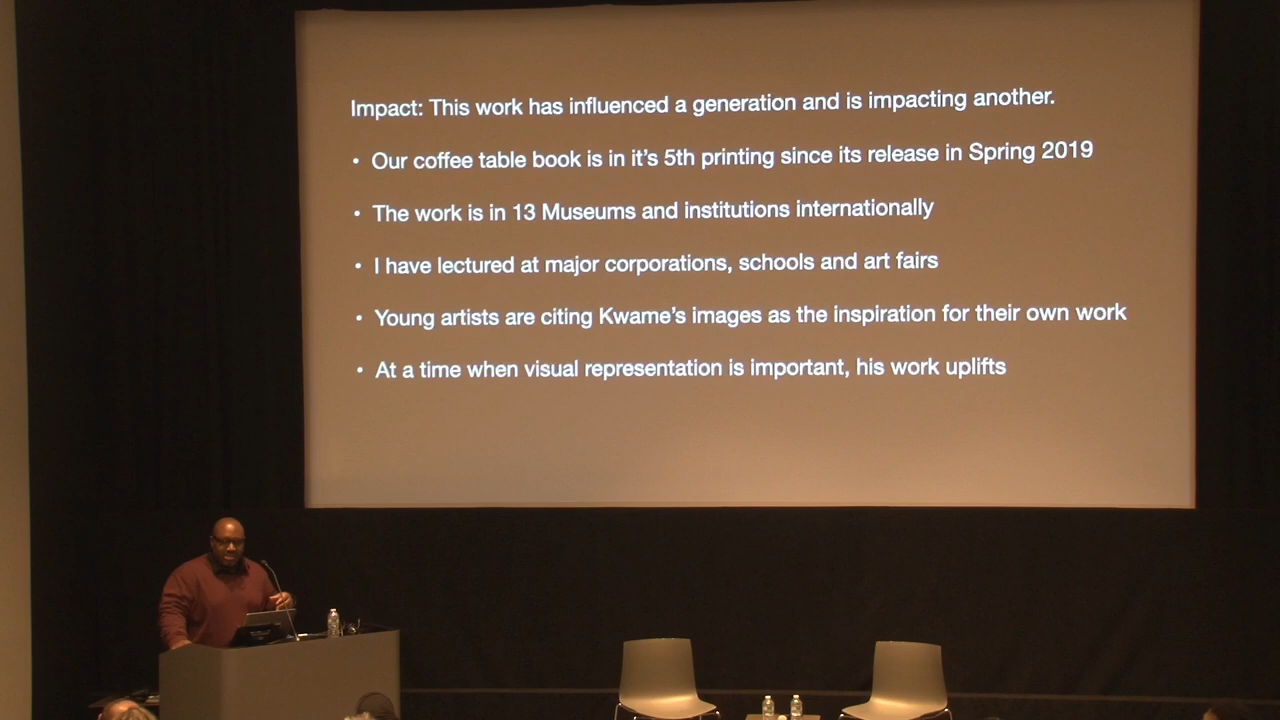 Impact: This work has influenced a generation and is impacting another.
• Our coffee table book is in it's 5th printing since its release in Spring 2019
• The work is in 13 Museums and institutions internationally
• I have lectured at major corporations, schools and art fairs
• Young artists are citing Kwame's images as the inspiration for their own work
• At a time when visual representation is important, his work uplifts